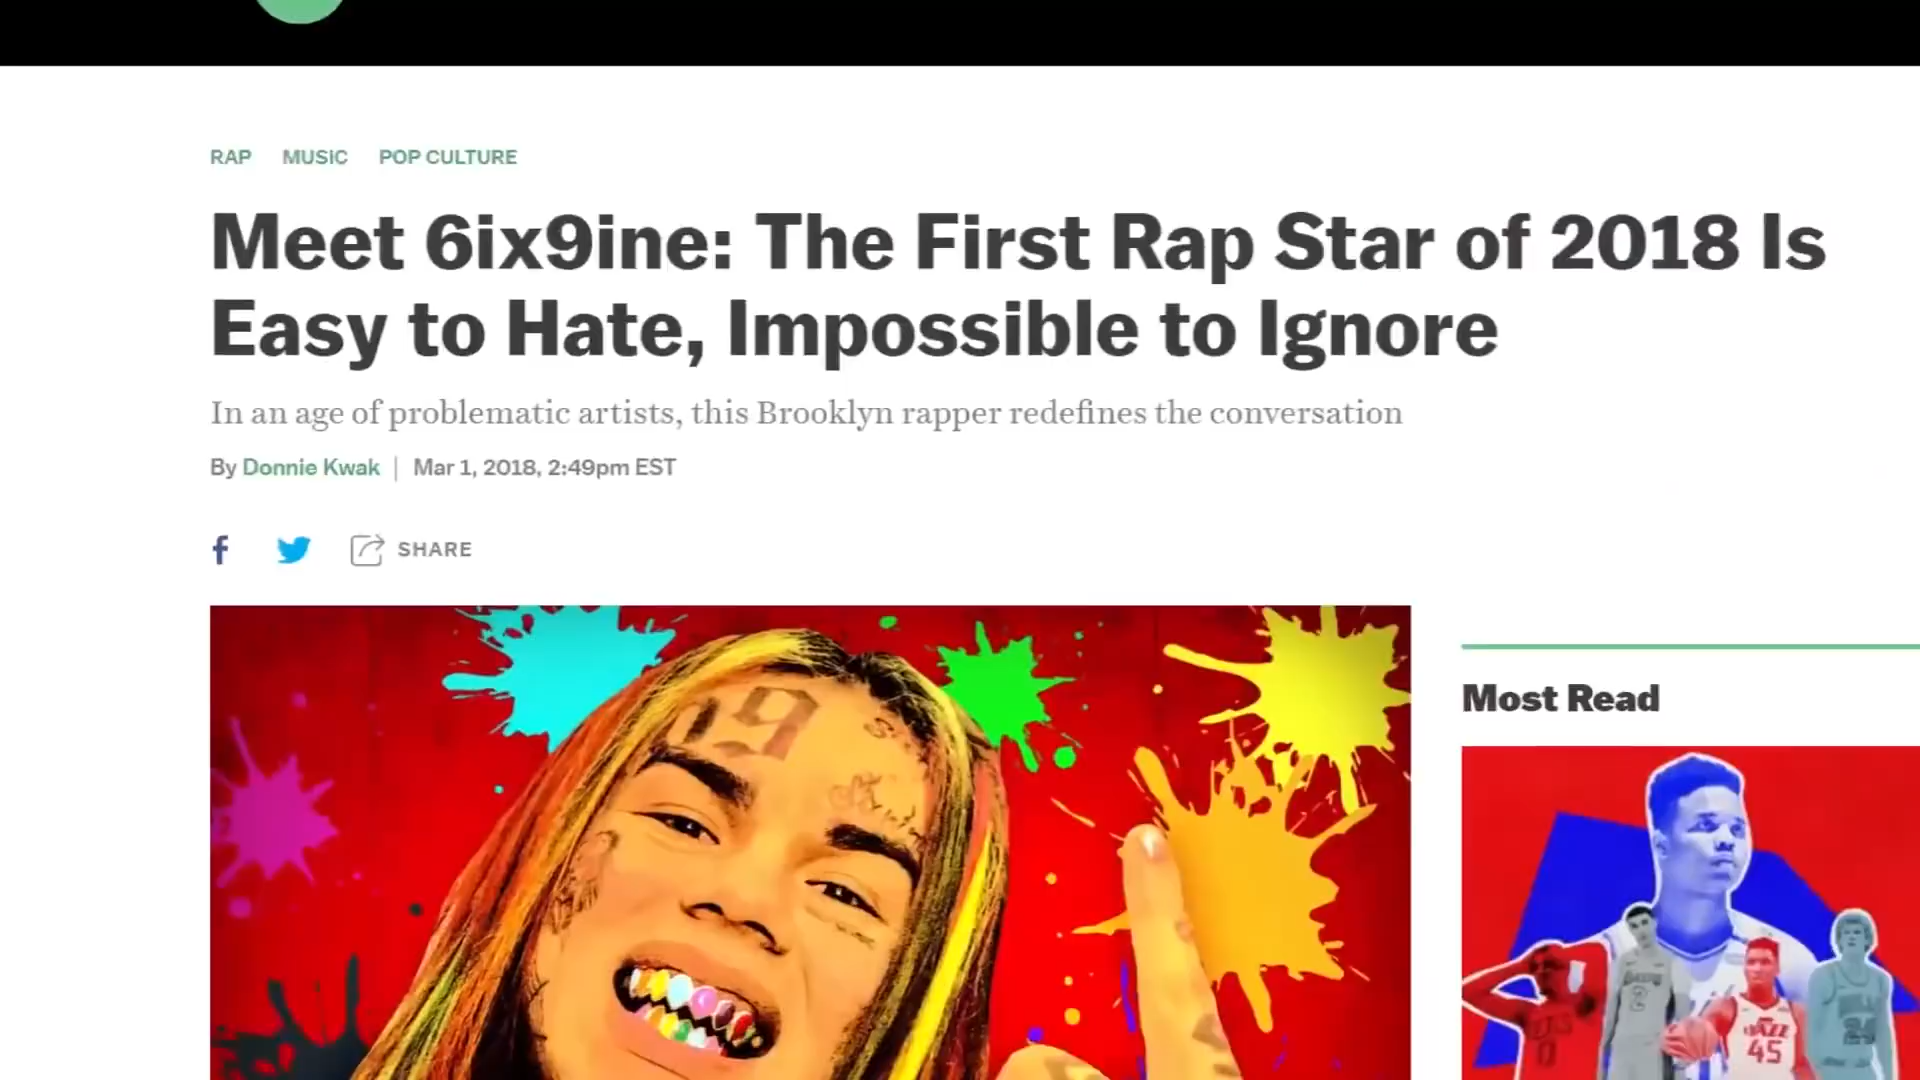 RAP MUSIC POP CULTURE
Meet 6ix9ine: The First Rap Star of 2018 Is
Easy to Hate, Impossible to Ignore
In an age of problematic artists, this Brooklyn rapper redefines the conversation
By Donnie Kwak | Mar 1, 2018, 2:49pm EST
SHARE
Most Read
JAZZ
45